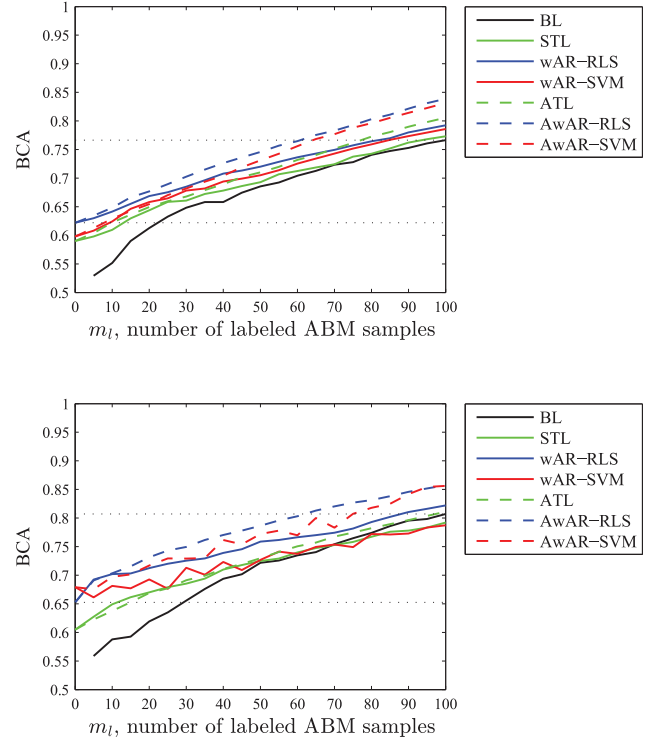 1
0.95
0.9
0.85
0.8
0.75
0.7
0.65
0.6
0.55
0.5
BCA
0 10 20 30 40 50 60 70 80 90 100
m_l, number of labeled ABM samples
BL
STL
wAR−RLS
wAR−SVM
ATL
AwAR−RLS
AwAR−SVM
1
0.95
0.9
0.85
0.8
0.75
0.7
0.65
0.6
0.55
0.5
BCA
0 10 20 30 40 50 60 70 80 90 100
m_l, number of labeled ABM samples
BL
STL
wAR−RLS
wAR−SVM
ATL
AwAR−RLS
AwAR−SVM